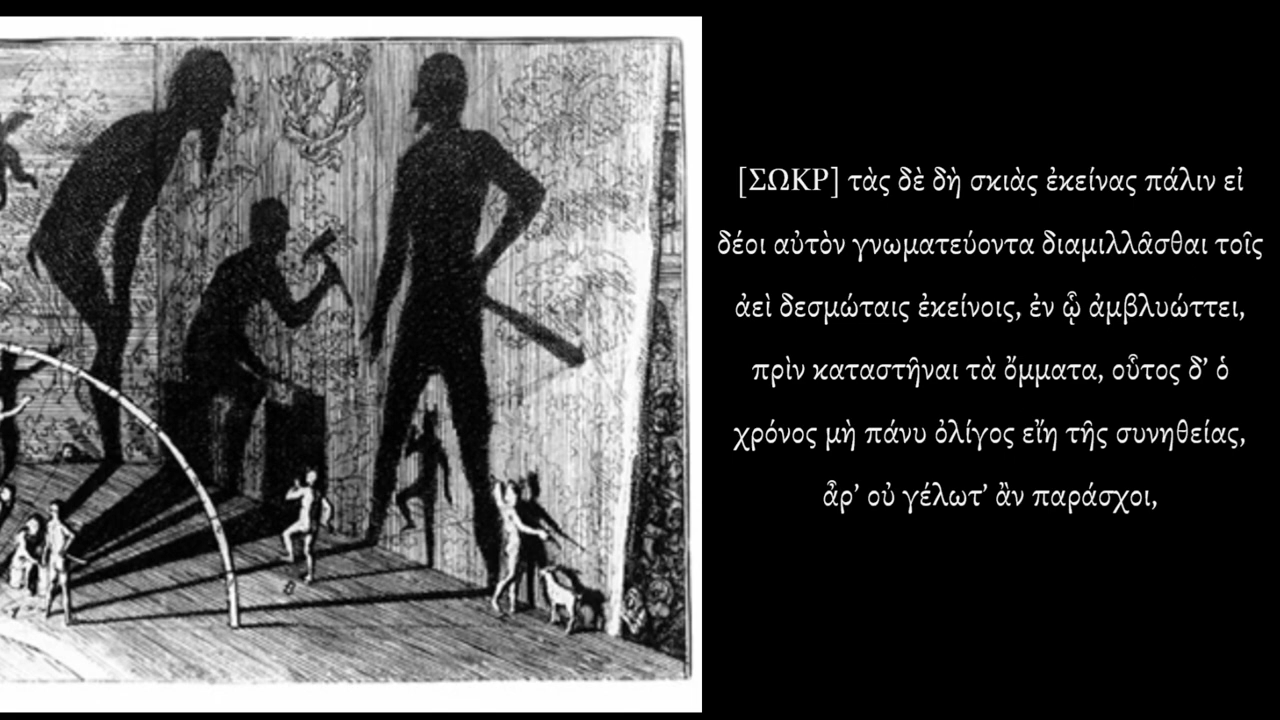 [ΣΩΚΡ] τὰς δὲ δὴ σκιὰς ἐκείνας πάλιν εἰ
δέοι αὐτὸν γνωματεύοντα διαμιλλᾶσθαι τοῖς
ἀεὶ δεσμώταις ἐκείνοις, ἐν ᾧ ἀμβλυώττει,
πρὶν καταστῆναι τὰ ὄμματα, οὗτος δ’ ὁ
χρόνος μὴ πάνυ ὀλίγος εἴη τῆς συνηθείας,
ἆρ’ οὐ γέλωτ’ ἂν παράσχοι,